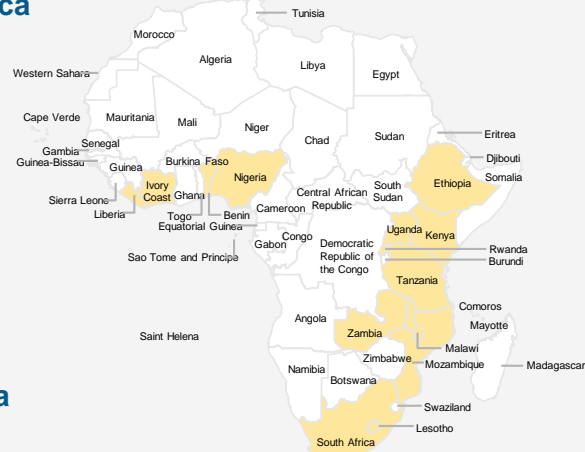 ca
Tunisia
Morocco
Algeria
Libya
Egypt
Western Sahara
Cape Verde
Mauritania
Mali
Niger
Chad
Sudan
Eritrea
Senegal
Gambia
Guinea-Bissau
Guinea
Burkina Faso
Djibouti
Nigeria
Ethiopia
Somalia
Sierra Leone
Ivory
Coast
Ghana
Central African
Republic
South
Sudan
Liberia
Togo
Benin
Cameroon
Equatorial Guinea
Uganda
Kenya
Congo
Gabon
Democratic
Republic of
the Congo
Rwanda
Burundi
Sao Tome and Principe
Tanzania
Comoros
Angola
Mayotte
Saint Helena
Zambia
Malawi
Zimbabwe
Mozambique
Madagascar
Namibia
Botswana
a
Swaziland
Lesotho
South Africa